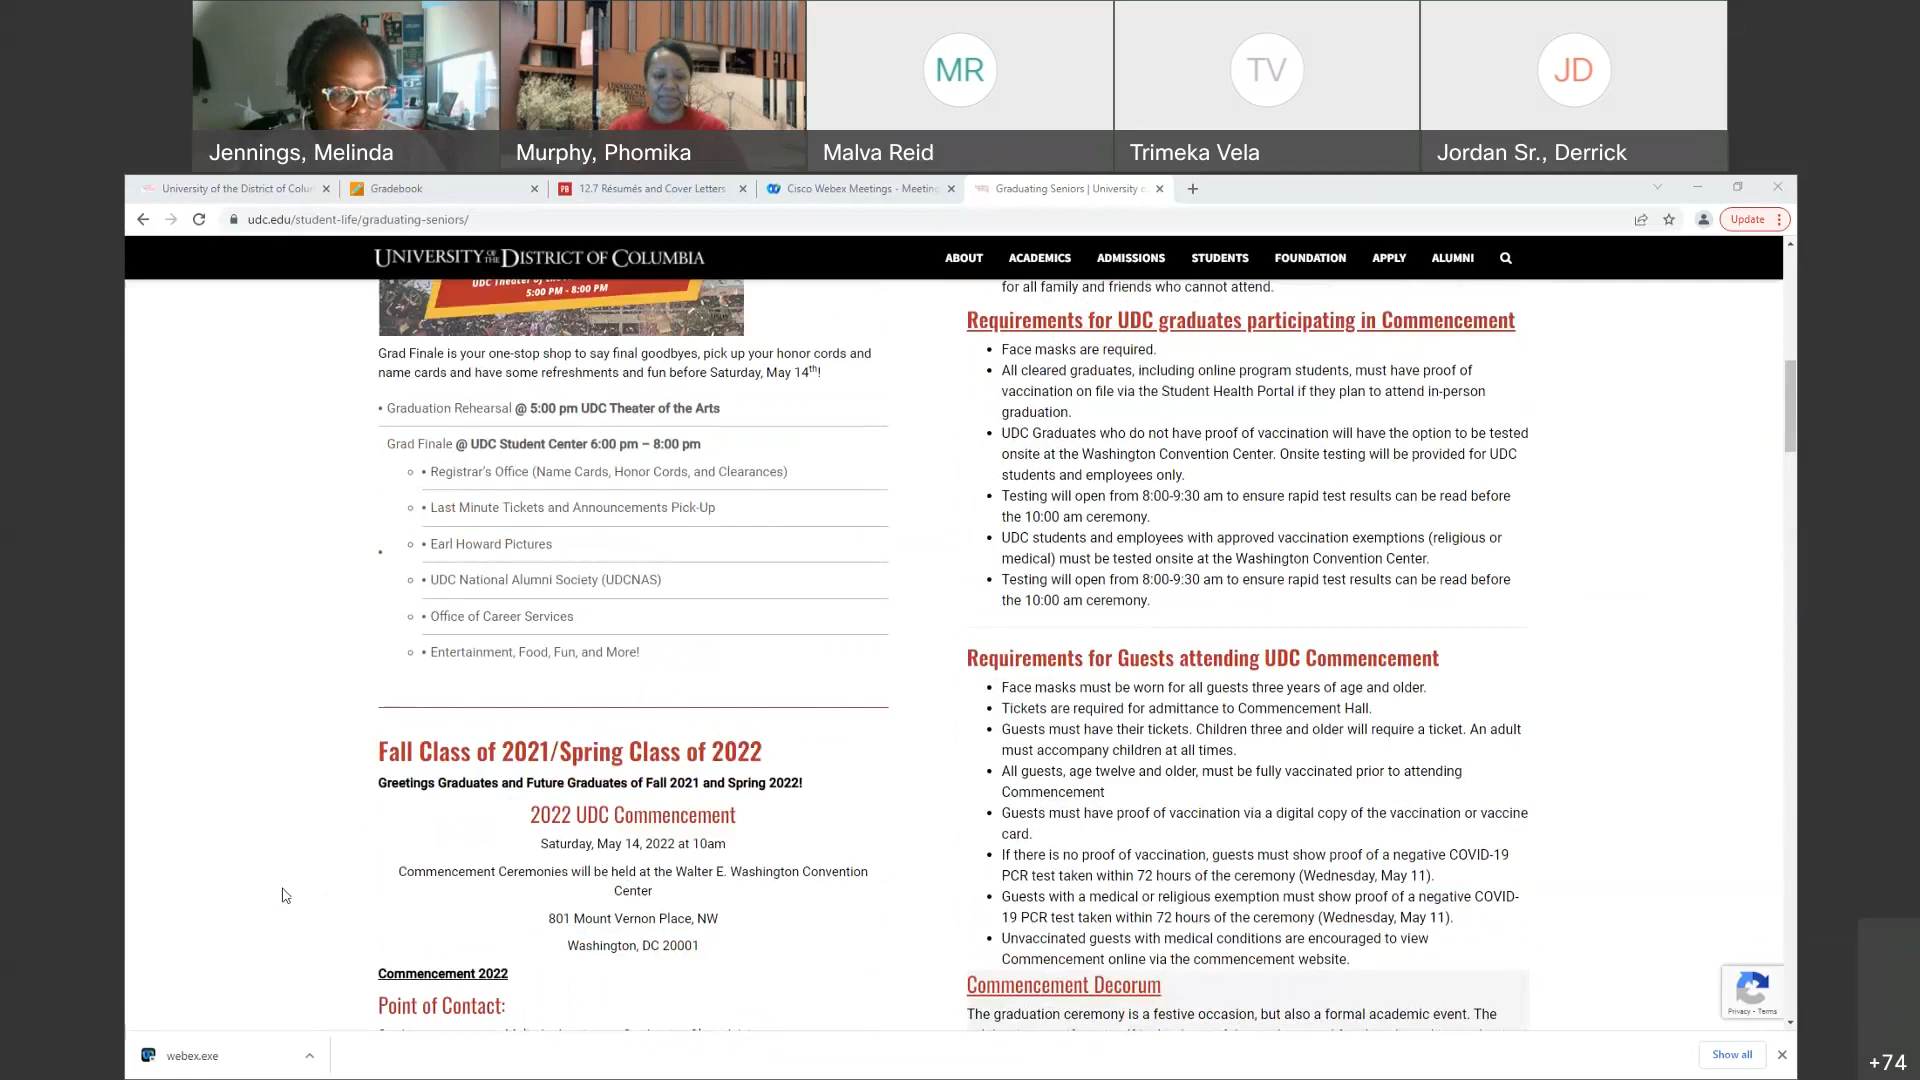 MR
TV
JD
Jennings, Melinda
Murphy, Phomika
Malva Reid
Trimeka Vela
Jordan Sr., Derrick
University of the District of Colu
Gradebook
12.7 Résumés and Cover Letters
Cisco Webex Meetings - Meeting
Graduating Seniors | University o
udc.edu/student-life/graduating-seniors/
Update
UNIVERSITY OF THE DISTRICT OF COLUMBIA
ABOUT
ACADEMICS
ADMISSIONS
STUDENTS
FOUNDATION
APPLY
ALUMNI
UDC Theater of the
5:00 PM - 8:00 PM
Grad Finale is your one-stop shop to say final goodbyes, pick up your honor cords and
name cards and have some refreshments and fun before Saturday, May 14th!
• Graduation Rehearsal @ 5:00 pm UDC Theater of the Arts
Grad Finale @ UDC Student Center 6:00 pm – 8:00 pm
• Registrar's Office (Name Cards, Honor Cords, and Clearances)
• Last Minute Tickets and Announcements Pick-Up
• Earl Howard Pictures
• UDC National Alumni Society (UDCNAS)
• Office of Career Services
• Entertainment, Food, Fun, and More!
Fall Class of 2021/Spring Class of 2022
Greetings Graduates and Future Graduates of Fall 2021 and Spring 2022!
2022 UDC Commencement
Saturday, May 14, 2022 at 10am
Commencement Ceremonies will be held at the Walter E. Washington Convention
Center
801 Mount Vernon Place, NW
Washington, DC 20001
Commencement 2022
Point of Contact:
for all family and friends who cannot attend.
Requirements for UDC graduates participating in Commencement
• Face masks are required.
• All cleared graduates, including online program students, must have proof of
vaccination on file via the Student Health Portal if they plan to attend in-person
graduation.
• UDC Graduates who do not have proof of vaccination will have the option to be tested
onsite at the Washington Convention Center. Onsite testing will be provided for UDC
students and employees only.
• Testing will open from 8:00-9:30 am to ensure rapid test results can be read before
the 10:00 am ceremony.
• UDC students and employees with approved vaccination exemptions (religious or
medical) must be tested onsite at the Washington Convention Center.
• Testing will open from 8:00-9:30 am to ensure rapid test results can be read before
the 10:00 am ceremony.
Requirements for Guests attending UDC Commencement
• Face masks must be worn for all guests three years of age and older.
• Tickets are required for admittance to Commencement Hall.
• Guests must have their tickets. Children three and older will require a ticket. An adult
must accompany children at all times.
• All guests, age twelve and older, must be fully vaccinated prior to attending
Commencement
• Guests must have proof of vaccination via a digital copy of the vaccination or vaccine
card.
• If there is no proof of vaccination, guests must show proof of a negative COVID-19
PCR test taken within 72 hours of the ceremony (Wednesday, May 11).
• Guests with a medical or religious exemption must show proof of a negative COVID-
19 PCR test taken within 72 hours of the ceremony (Wednesday, May 11).
• Unvaccinated guests with medical conditions are encouraged to view
Commencement online via the commencement website.
Commencement Decorum
The graduation ceremony is a festive occasion, but also a formal academic event. The
Privacy - Terms
webex.exe
Show all
+74